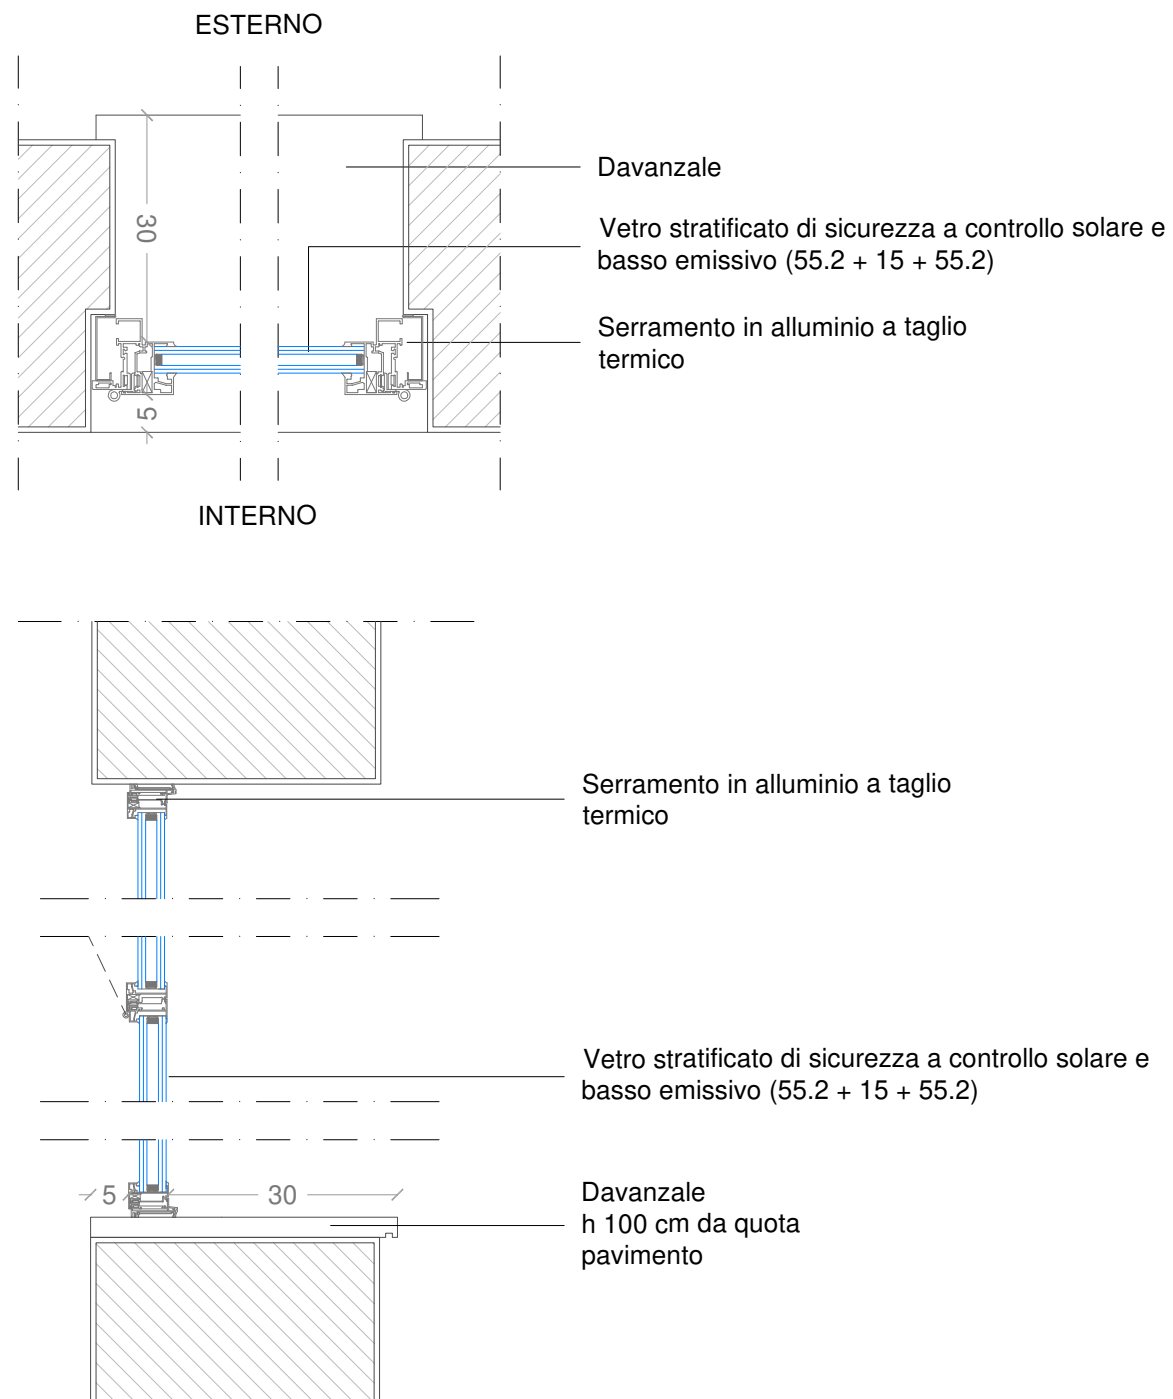 ESTERNO
30
Davanzale
Vetro stratificato di sicurezza a controllo solare e
basso emissivo (55.2 + 15 + 55.2)
Serramento in alluminio a taglio
termico
5
INTERNO
Serramento in alluminio a taglio
termico
Vetro stratificato di sicurezza a controllo solare e
basso emissivo (55.2 + 15 + 55.2)
5
30
Davanzale
h 100 cm da quota
pavimento